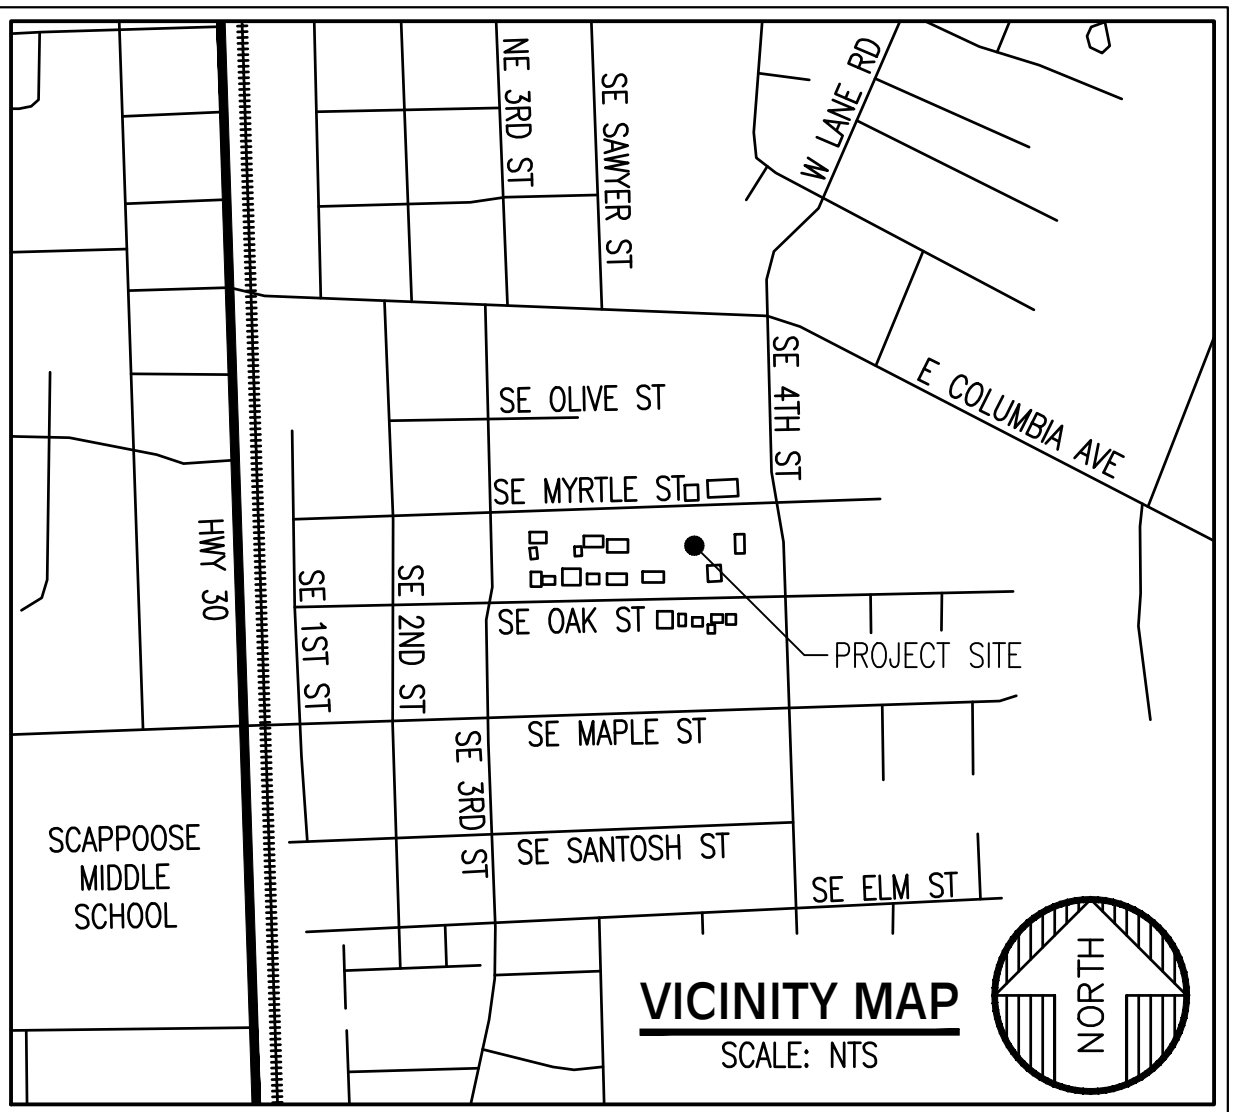 NE 3RD ST
SE SAWYER ST
W LANE RD
SE 4TH ST
E COLUMBIA AVE
SE OLIVE ST
SE MYRTLE ST
HWY 30
SE 1ST ST
SE 2ND ST
SE OAK ST
PROJECT SITE
SE MAPLE ST
SE 3RD ST
SCAPPOOSE
MIDDLE
SCHOOL
SE SANTOSH ST
SE ELM ST
VICINITY MAP
SCALE: NTS
NORTH